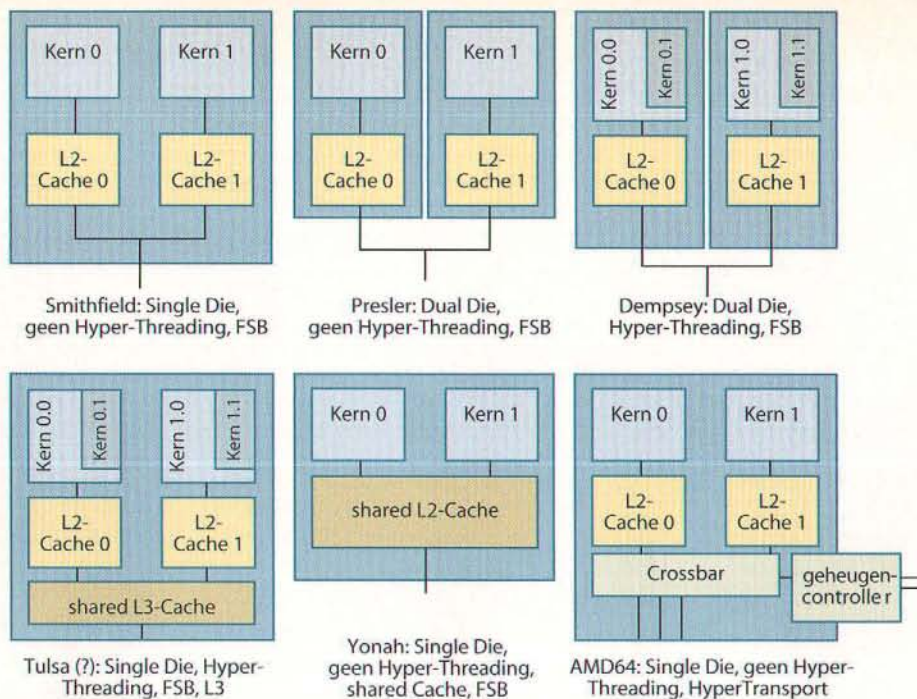 Kern 0
Kern 1
L2-
Cache 0
L2-
Cache 1
Smithfield: Single Die,
geen Hyper-Threading, FSB
Kern 0
Kern 1
L2-
Cache 0
L2-
Cache 1
Presler: Dual Die,
geen Hyper-Threading, FSB
Kern 0.0
Kern 0.1
Kern 1.0
Kern 1.1
L2-
Cache 0
L2-
Cache 1
Dempsey: Dual Die,
Hyper-Threading, FSB
Kern 0.0
Kern 0.1
Kern 1.0
Kern 1.1
L2-
Cache 0
L2-
Cache 1
shared L3-Cache
Tulsa (?): Single Die, Hyper-
Threading, FSB, L3
Kern 0
Kern 1
shared L2-Cache
Yonah: Single Die,
geen Hyper-Threading,
shared Cache, FSB
Kern 0
Kern 1
L2-
Cache 0
L2-
Cache 1
Crossbar
geheugen-
controlle r
AMD64: Single Die, geen Hyper-
Threading, HyperTransport